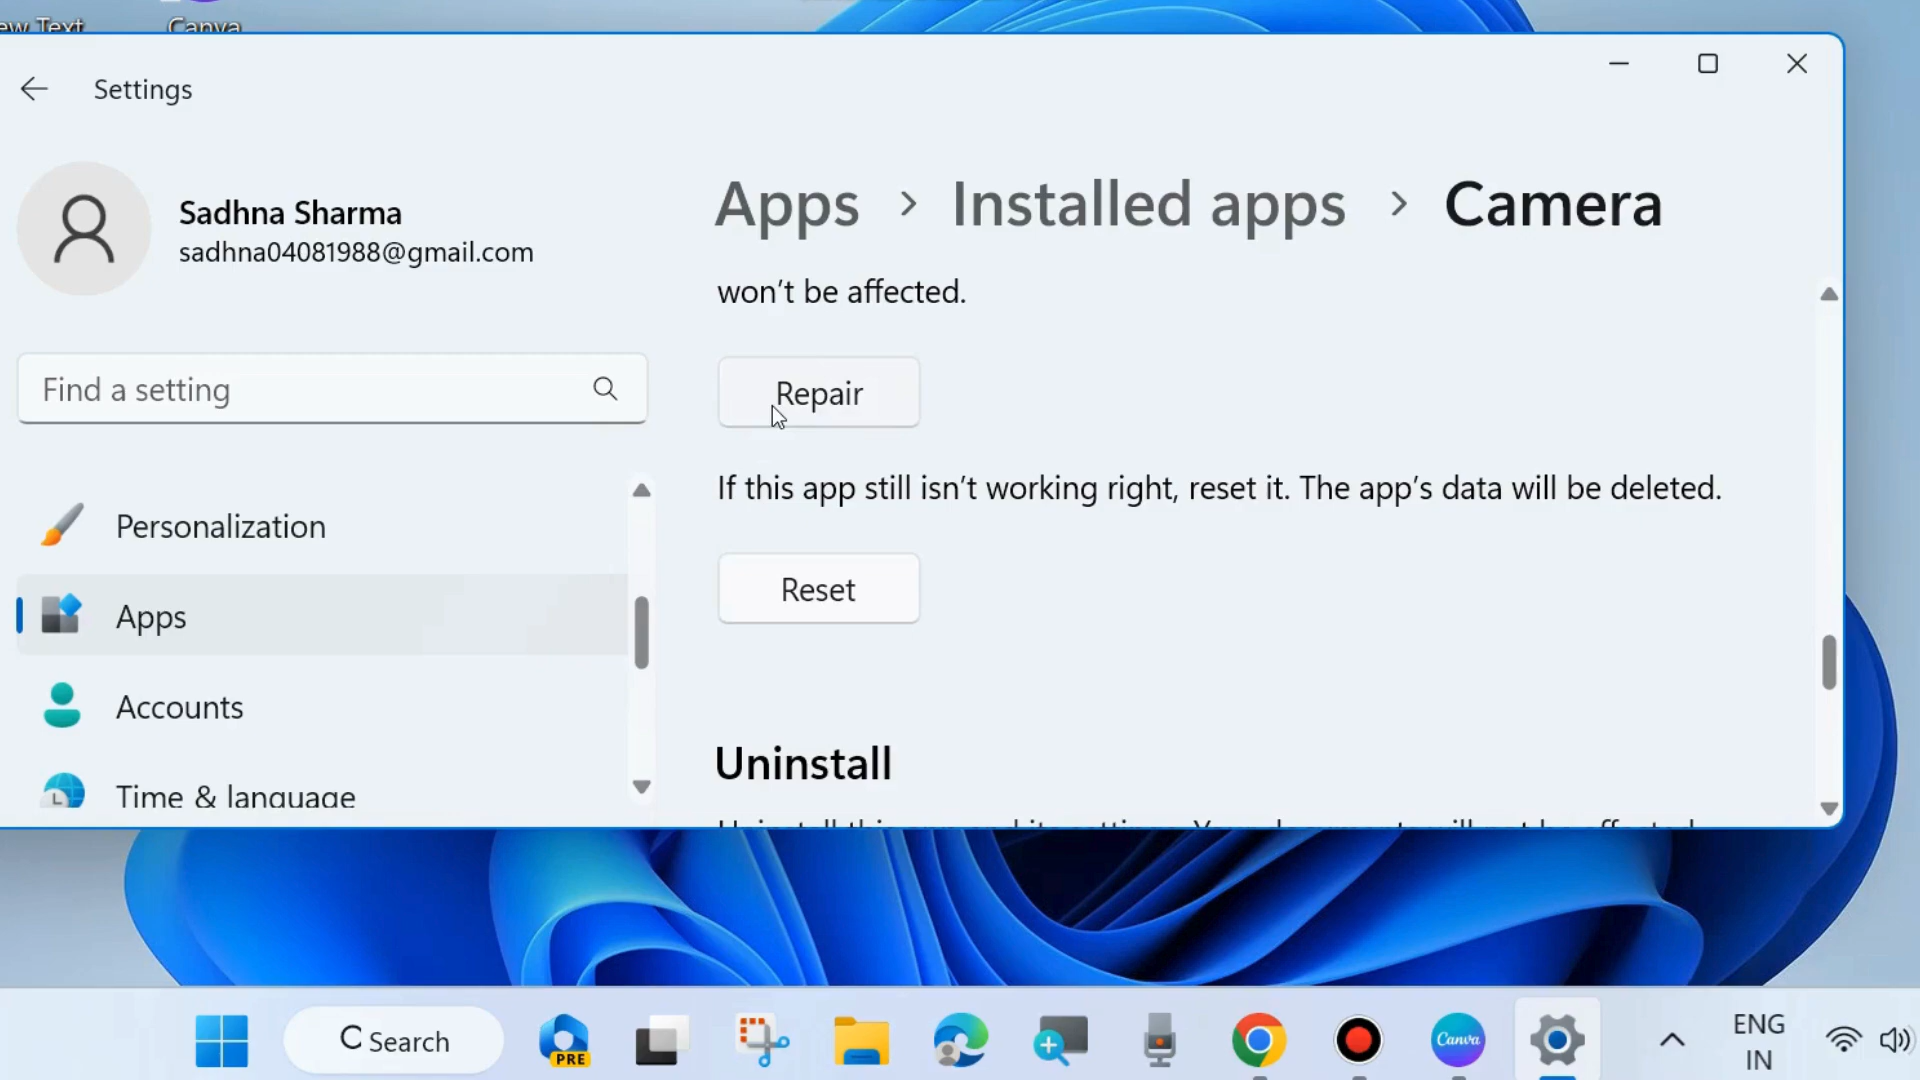 Text
Canva
Settings
Sadhna Sharma
sadhna04081988@gmail.com
Find a setting
Personalization
Apps
Accounts
Time & language
Apps > Installed apps > Camera
won't be affected.
Repair
If this app still isn't working right, reset it. The app's data will be deleted.
Reset
Uninstall
Search
PRE
Canva
ENG
IN